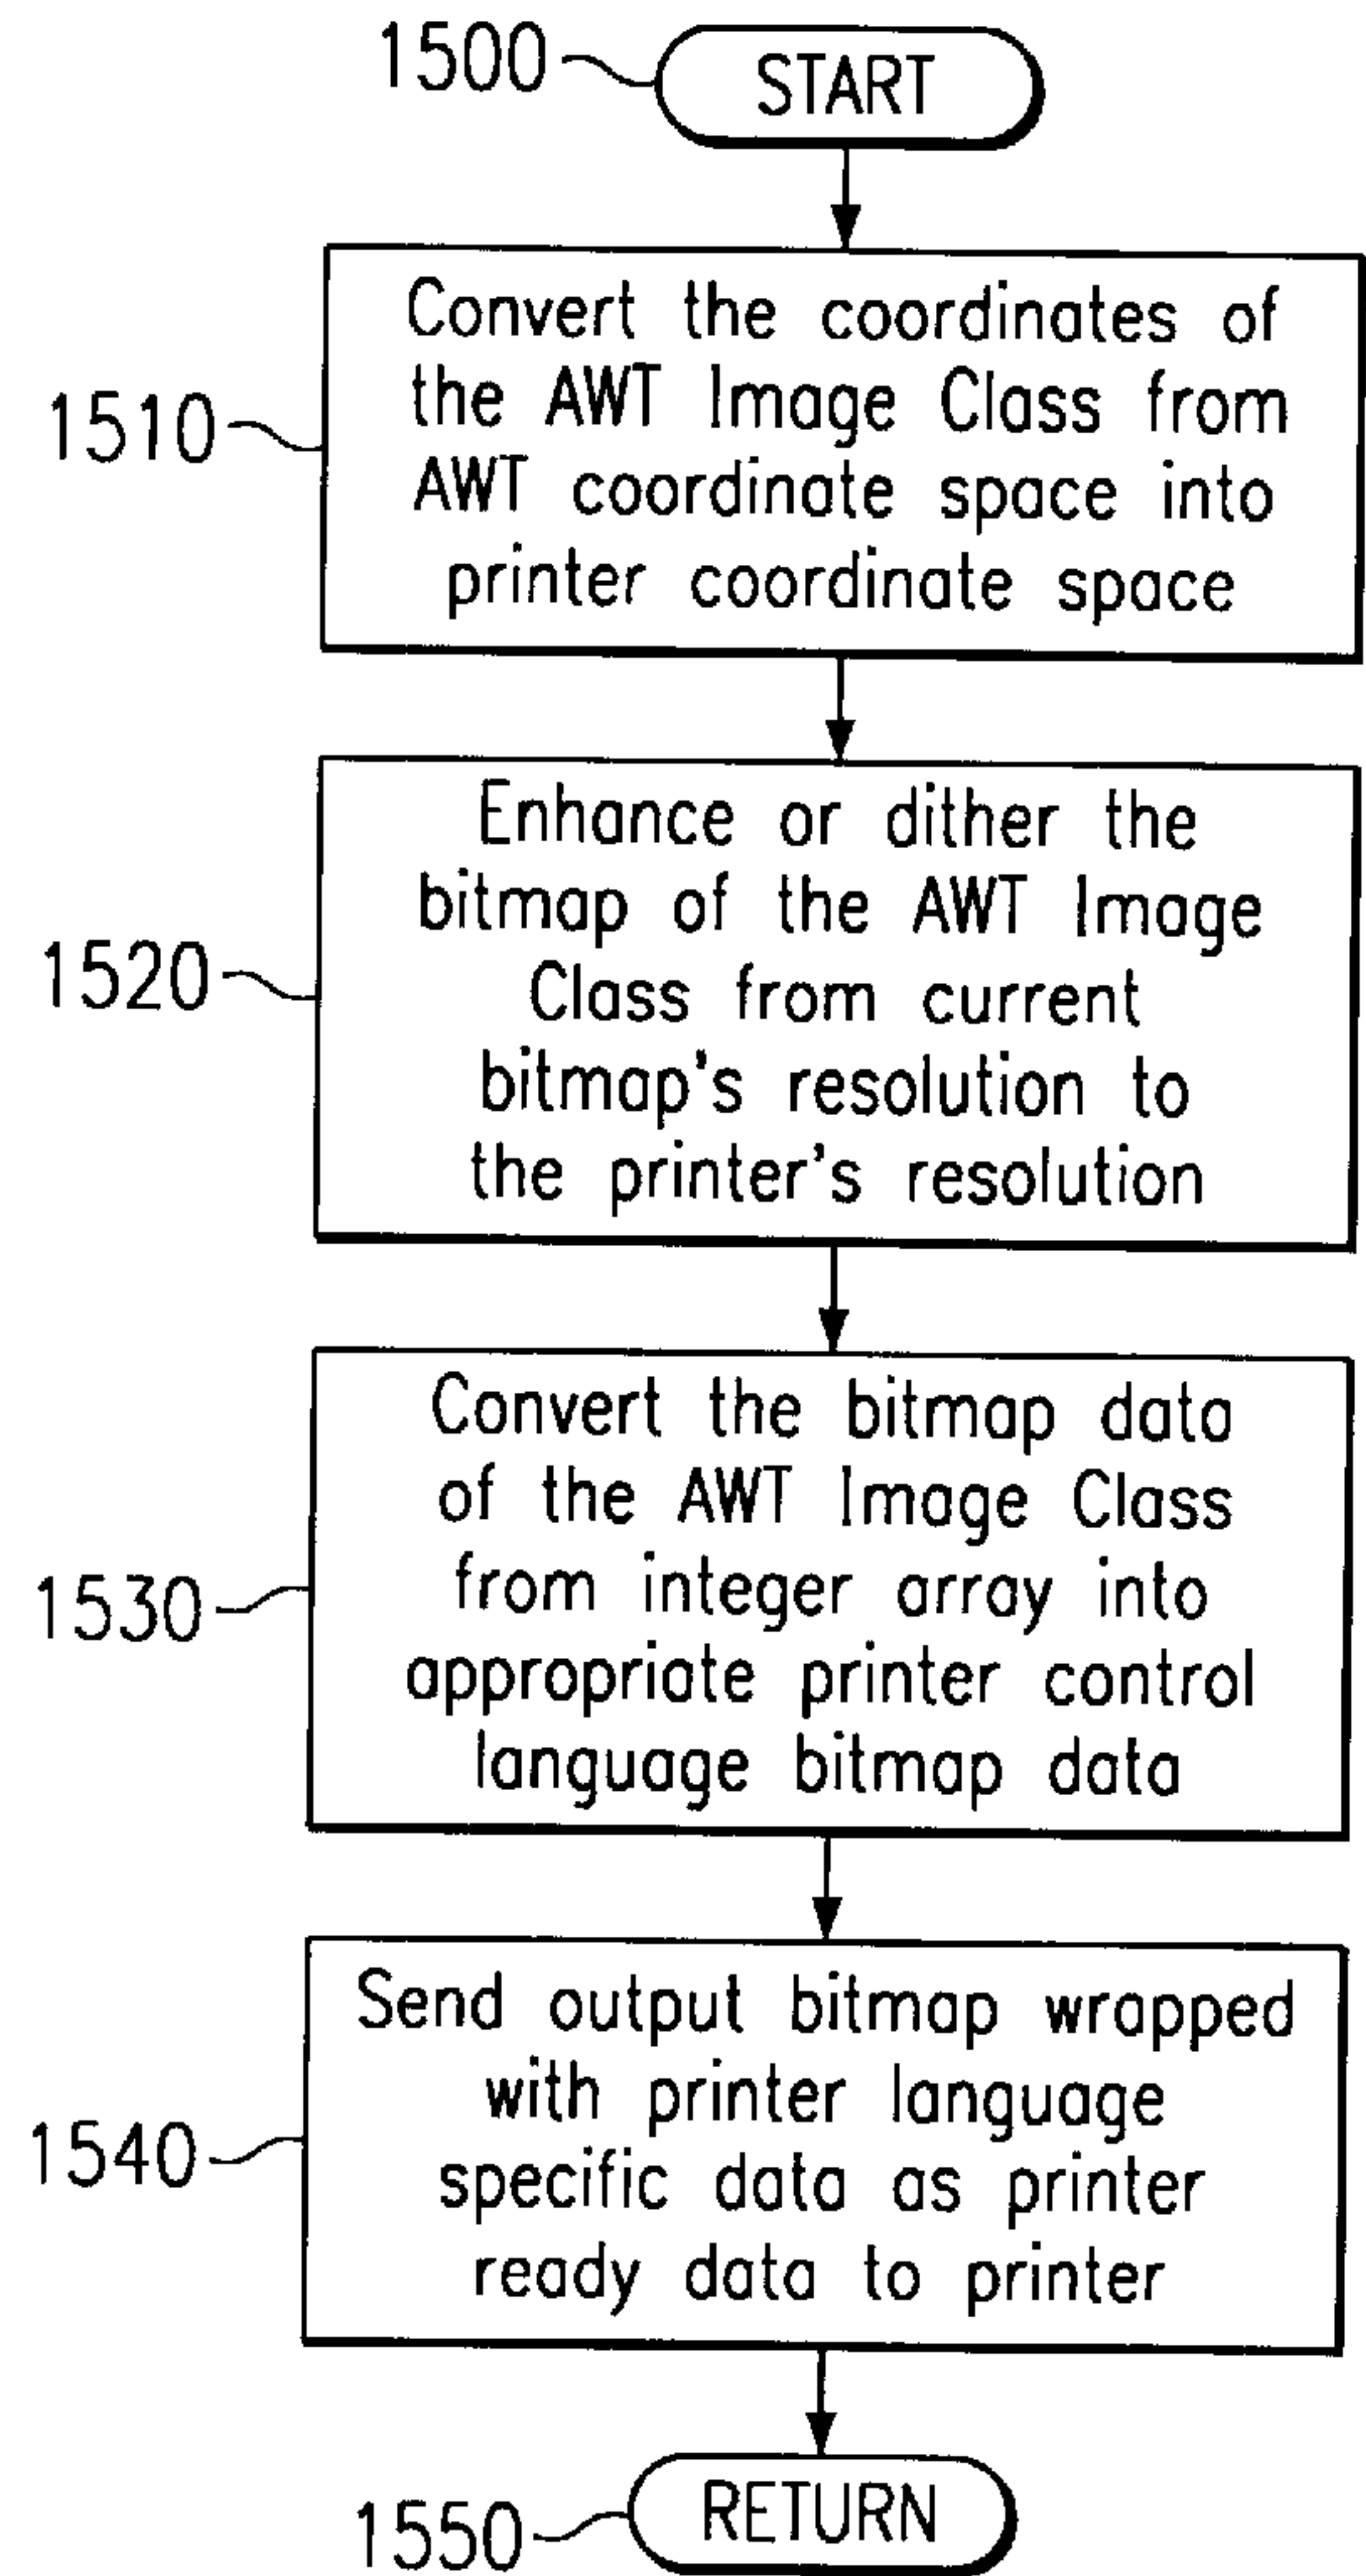 1500
START
1510
Convert the coordinates of
the AWT Image Class from
AWT coordinate space into
printer coordinate space
1520
Enhance or dither the
bitmap of the AWT Image
Class from current
bitmap's resolution to
the printer's resolution
1530
Convert the bitmap data
of the AWT Image Class
from integer array into
appropriate printer control
language bitmap data
1540
Send output bitmap wrapped
with printer language
specific data as printer
ready data to printer
1550
RETURN